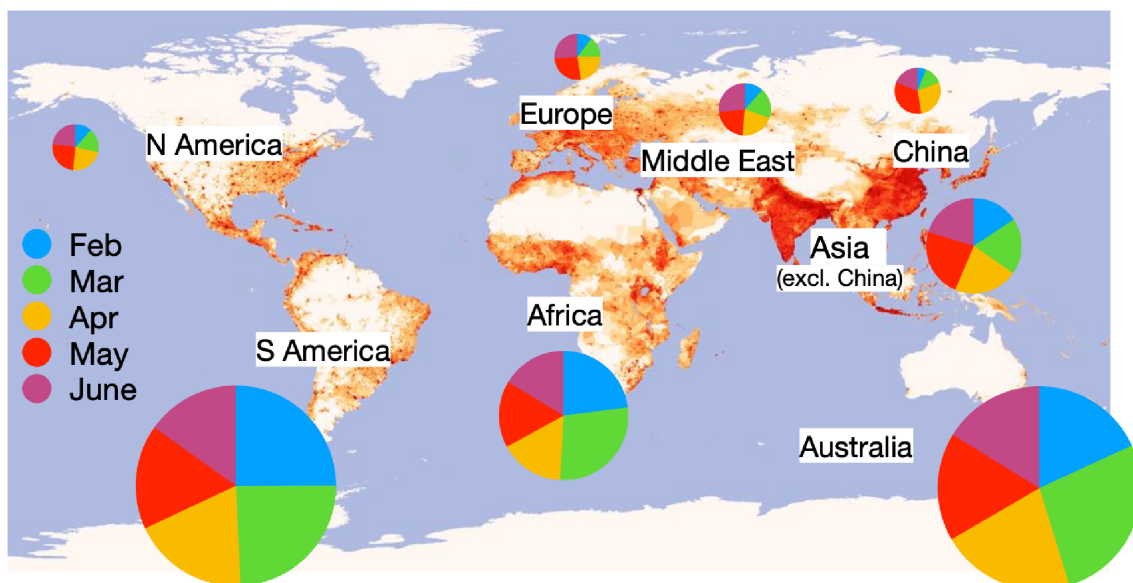 Europe
N America
Middle East
China
Feb
Mar
Apr
May
June
Asia
(excl. China)
Africa
S America
Australia